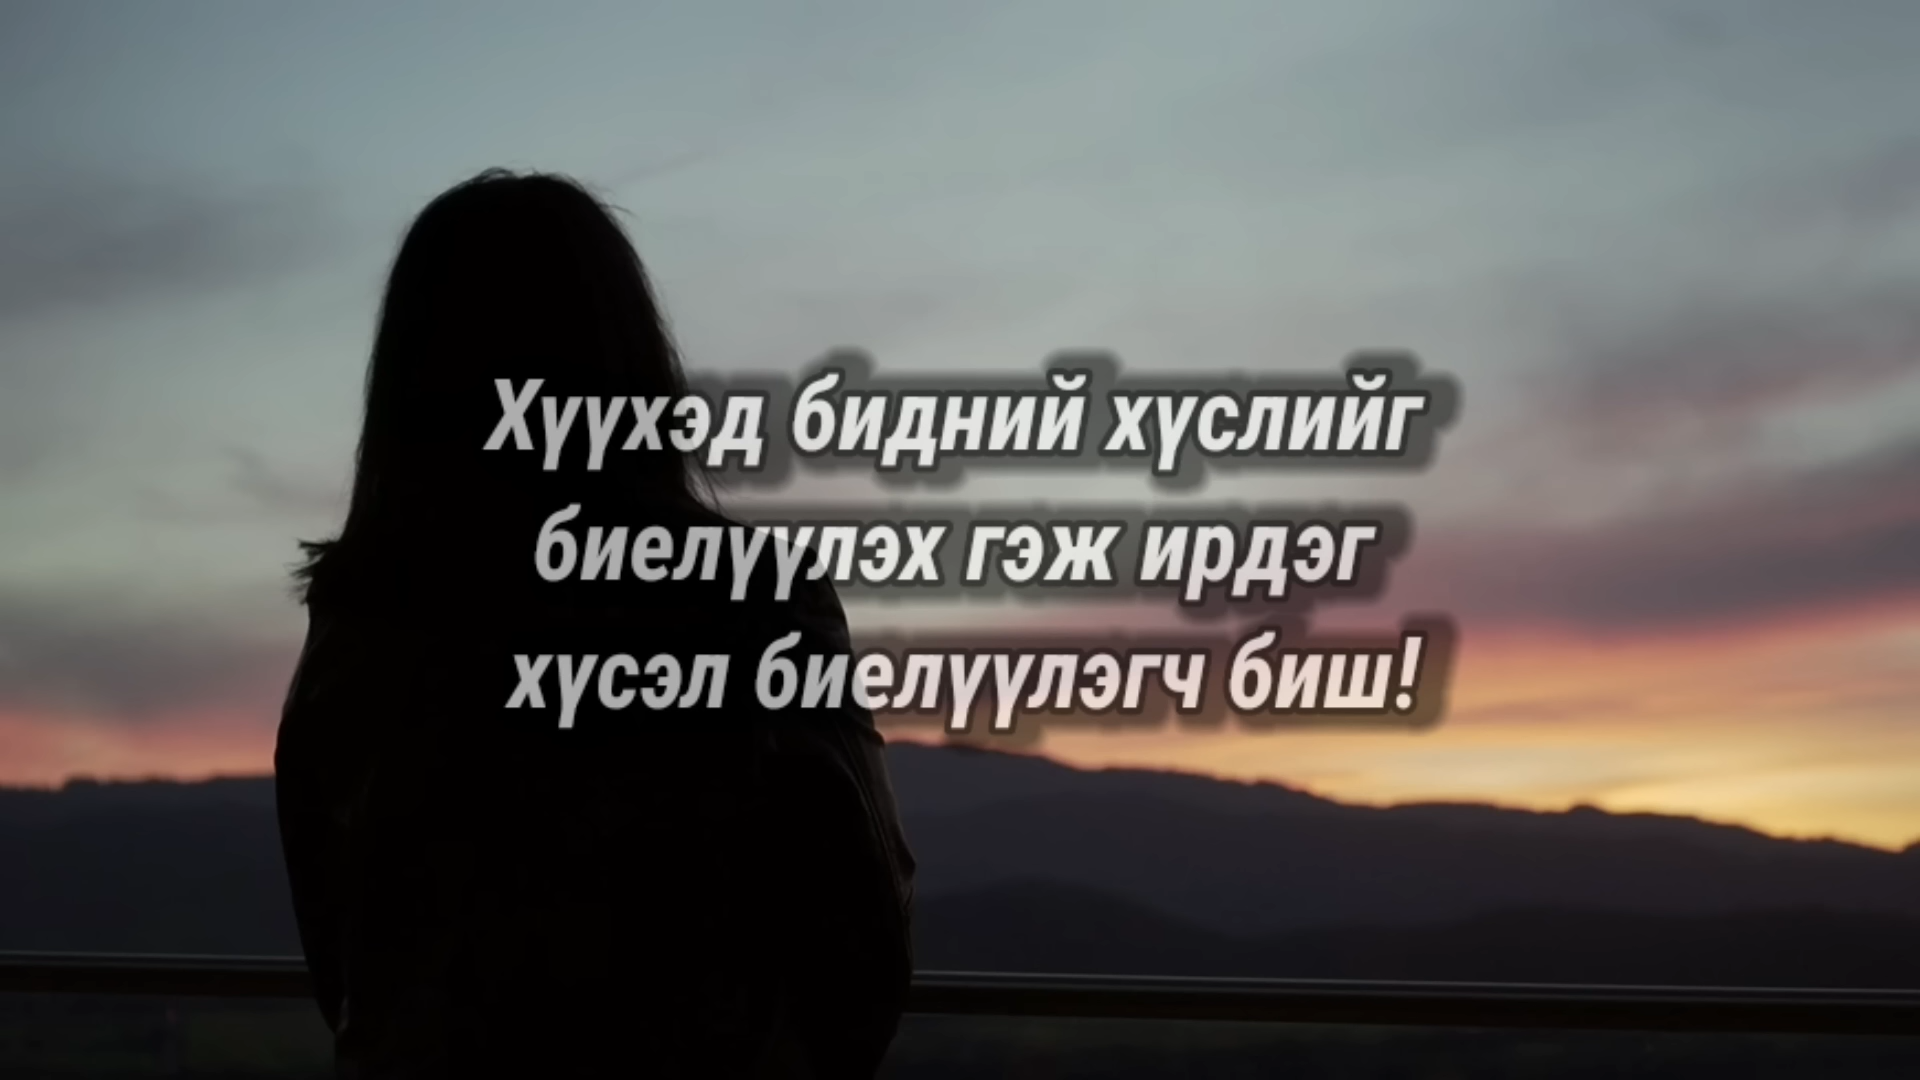 Хүүхэд бидний хүслийг
биелүүлэх гэж ирдэг
хүсэл биелүүлэгч биш!